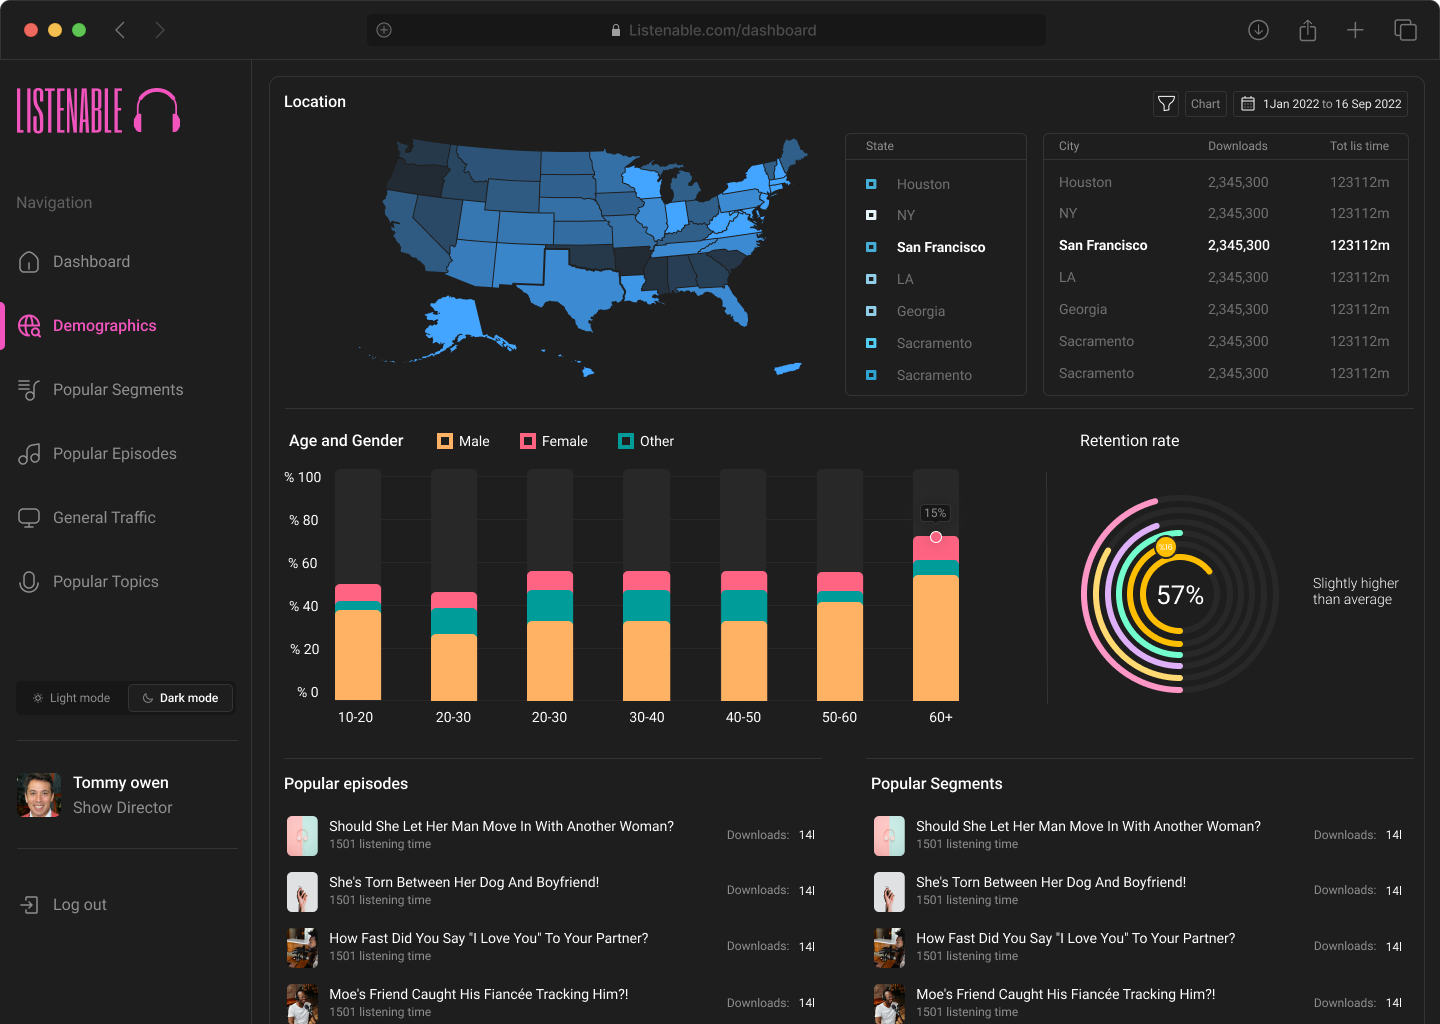 Listenable.com/dashboard
LISTENABLE
Navigation
Dashboard
Demographics
Popular Segments
Popular Episodes
General Traffic
Popular Topics
Light mode
Dark mode
Tommy owen
Show Director
Log out
Location
Chart
1Jan 2022 to 16 Sep 2022
State
Houston
NY
San Francisco
LA
Georgia
Sacramento
Sacramento
City Downloads Tot lis time
Houston 2,345,300 123112m
NY 2,345,300 123112m
San Francisco 2,345,300 123112m
LA 2,345,300 123112m
Georgia 2,345,300 123112m
Sacramento 2,345,300 123112m
Sacramento 2,345,300 123112m
Age and Gender Male Female Other
% 100
% 80
% 60
% 40
% 20
% 0
15%
10-20 20-30 20-30 30-40 40-50 50-60 60+
Retention rate
57%
Slightly higher
than average
Popular episodes
Should She Let Her Man Move In With Another Woman?
1501 listening time
Downloads: 14l
She's Torn Between Her Dog And Boyfriend!
1501 listening time
Downloads: 14l
How Fast Did You Say "I Love You" To Your Partner?
1501 listening time
Downloads: 14l
Moe's Friend Caught His Fiancée Tracking Him?!
1501 listening time
Downloads: 14l
Popular Segments
Should She Let Her Man Move In With Another Woman?
1501 listening time
Downloads: 14l
She's Torn Between Her Dog And Boyfriend!
1501 listening time
Downloads: 14l
How Fast Did You Say "I Love You" To Your Partner?
1501 listening time
Downloads: 14l
Moe's Friend Caught His Fiancée Tracking Him?!
1501 listening time
Downloads: 14l